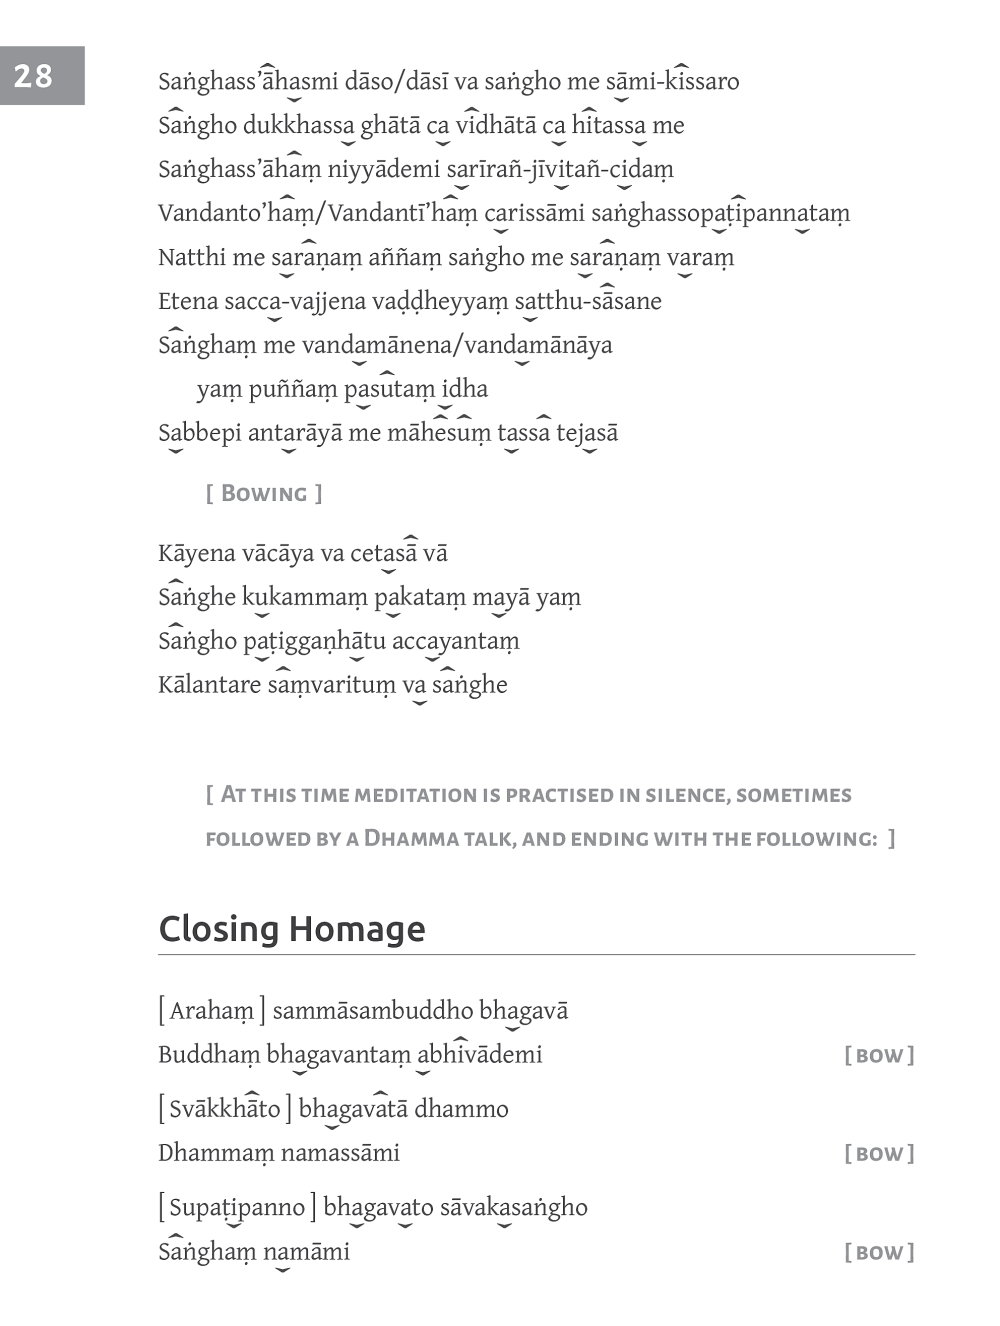 28
Saṅghass’āhasmi dāso/dāsī va saṅgho me sāmi-kissaro
Saṅgho dukkhassa ghātā ca vidhātā ca hitassa me
Saṅghass’āhaṃ niyyādemi sarīrañ-jīvitañ-cidaṃ
Vandanto’haṃ/Vandantī’haṃ carissāmi saṅghassopaṭipannataṃ
Natthi me saraṇaṃ aññaṃ saṅgho me saraṇaṃ varaṃ
Etena sacca-vajjena vaḍḍheyyaṃ satthu-sāsane
Saṅghaṃ me vandamānena/vandamānāya
yaṃ puññaṃ pasutaṃ idha
Sabbepi antarāyā me māhesuṃ tassa tejasā
[ Bowing ]
Kāyena vācāya va cetasā vā
Saṅghe kukammaṃ pakataṃ mayā yaṃ
Saṅgho paṭiggaṇhātu accayantaṃ
Kālantare saṃvarituṃ va saṅghe
[ At this time meditation is practised in silence, sometimes
followed by a Dhamma talk, and ending with the following: ]
Closing Homage
[ Arahaṃ ] sammāsambuddho bhagavā
Buddhaṃ bhagavantaṃ abhivādemi [ bow ]
[ Svākkhāto ] bhagavatā dhammo
Dhammaṃ namassāmi [ bow ]
[ Supaṭipanno ] bhagavato sāvakasaṅgho
Saṅghaṃ namāmi [ bow ]